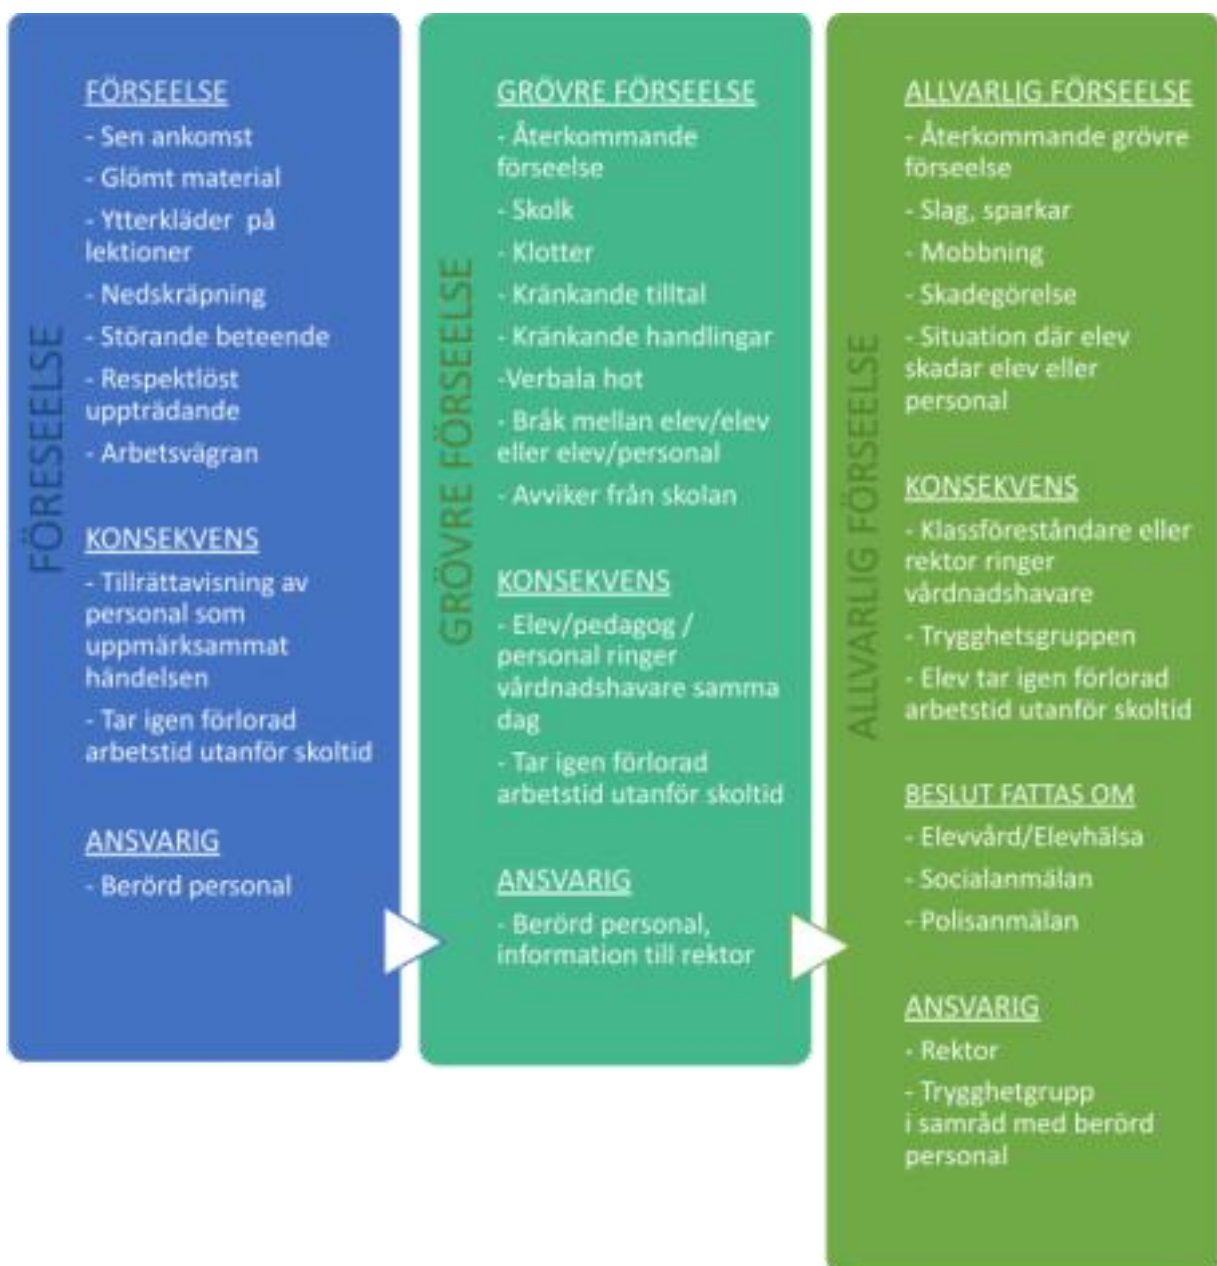 FÖRESEELSE
FÖRSEELSE
- Sen ankomst
- Glömt material
- Ytterkläder på
lektioner
- Nedskräpning
- Störande beteende
- Respektlöst
uppträdande
- Arbetsvägran
KONSEKVENS
- Tillrättavisning av
personal som
uppmärksammat
händelsen
- Tar igen förlorad
arbetstid utanför skoltid
ANSVARIG
- Berörd personal
GRÖVRE FÖRSEELSE
GRÖVRE FÖRSEELSE
- Återkommande
förseelse
- Skolk
- Klotter
- Kränkande tilltal
- Kränkande handlingar
-Verbala hot
- Bråk mellan elev/elev
eller elev/personal
- Avviker från skolan
KONSEKVENS
- Elev/pedagog /
personal ringer
vårdnadshavare samma
dag
- Tar igen förlorad
arbetstid utanför skoltid
ANSVARIG
- Berörd personal,
information till rektor
ALLVARLIG FÖRSEELSE
ALLVARLIG FÖRSEELSE
- Återkommande grövre
förseelse
- Slag, sparkar
- Mobbning
- Skadegörelse
- Situation där elev
skadar elev eller
personal
KONSEKVENS
- Klassföreståndare eller
rektor ringer
vårdnadshavare
- Trygghetsgruppen
- Elev tar igen förlorad
arbetstid utanför skoltid
BESLUT FATTAS OM
- Elevvård/Elevhälsa
- Socialanmälan
- Polisanmälan
ANSVARIG
- Rektor
- Trygghetgrupp
i samråd med berörd
personal